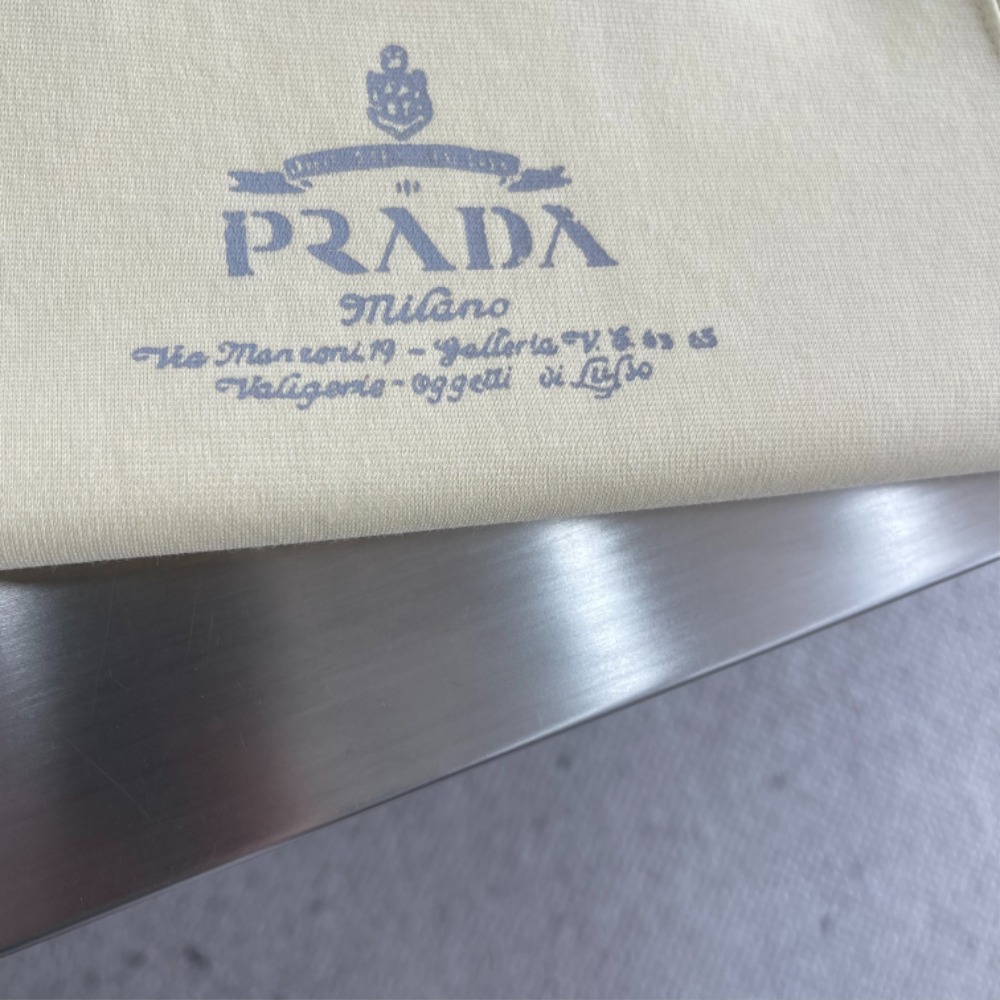 PRADA
Milano
Via Manzoni.19 - Galleria V. E. 63 65
Valigerie - Oggetti di Lusso